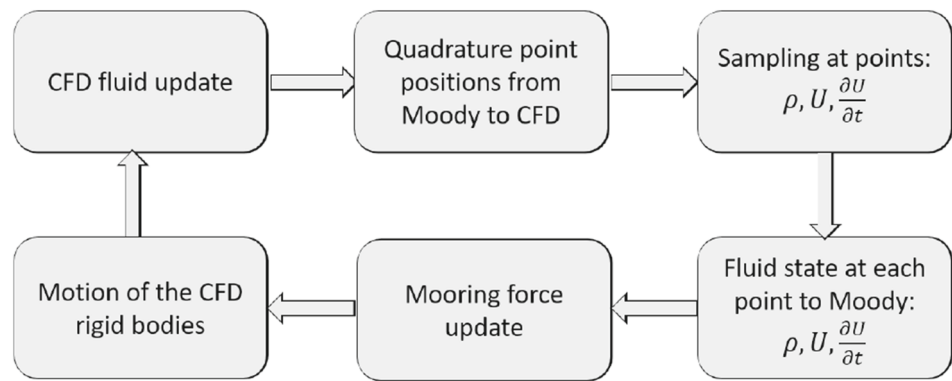 CFD fluid update
Quadrature point
positions from
Moody to CFD
Sampling at points:
ρ, U, ∂U/∂t
Fluid state at each
point to Moody:
ρ, U, ∂U/∂t
Mooring force
update
Motion of the CFD
rigid bodies